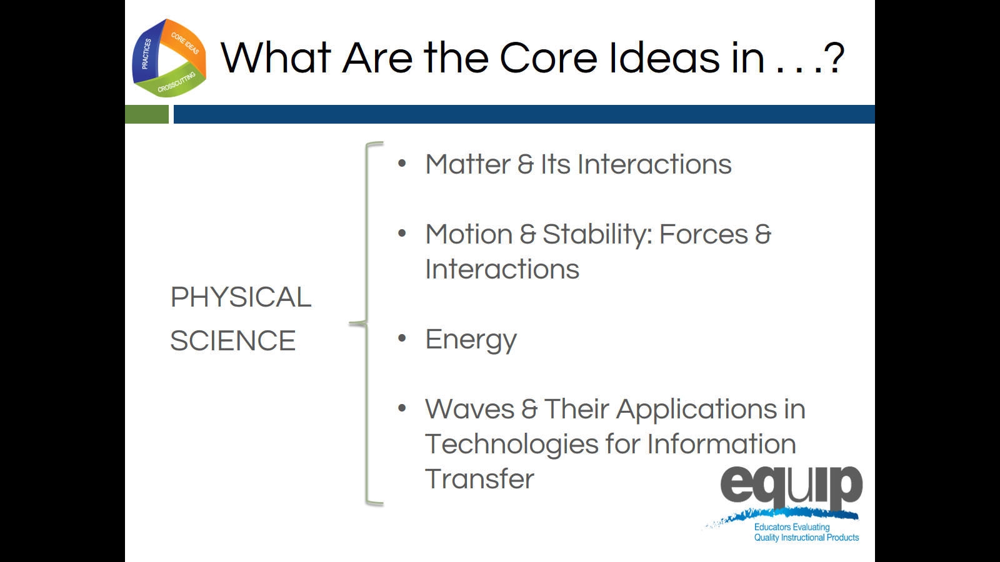 PRACTICES
CORE IDEAS
CROSSCUTTING
What Are the Core Ideas in . . .?
PHYSICAL
SCIENCE
• Matter & Its Interactions
• Motion & Stability: Forces &
Interactions
• Energy
• Waves & Their Applications in
Technologies for Information
Transfer
equip
Educators Evaluating
Quality Instructional Products